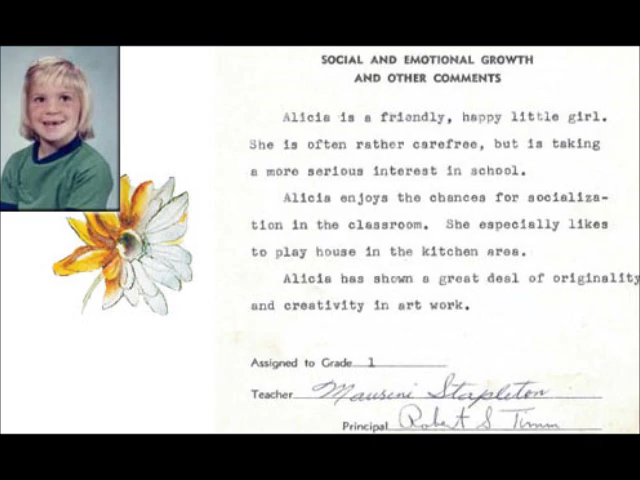 SOCIAL AND EMOTIONAL GROWTH
AND OTHER COMMENTS
Alicia is a friendly, happy little girl.
She is often rather carefree, but is taking
a more serious interest in school.
Alicia enjoys the chances for socializa-
tion in the classroom. She especially likes
to play house in the kitchen area.
Alicia has shown a great deal of originality
and creativity in art work.
Assigned to Grade 1
Teacher Stapleton
Principal Robert S Timm